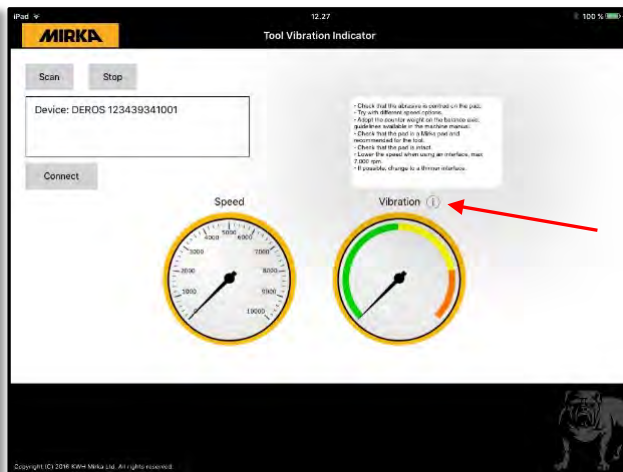 iPad
12.27
100 %
MIRKA
Tool Vibration Indicator
Scan
Stop
Device: DEROS 123439341001
Connect
- Check that the abrasive is centred on the pad.
- Try with different speed options.
- Adapt the counter weight on the balance axis,
guidelines available in the machine manual.
- Check that the pad is a Mirka pad and
recommended for the tool.
- Check that the pad is intact.
- Lower the speed when using an interface, max
7.000 rpm.
- If possible, change to a thinner interface.
Speed
Vibration i
0
1000
2000
3000
4000
5000
6000
7000
8000
9000
10000
Copyright (C) 2016 KWH Mirka Ltd. All rights reserved.